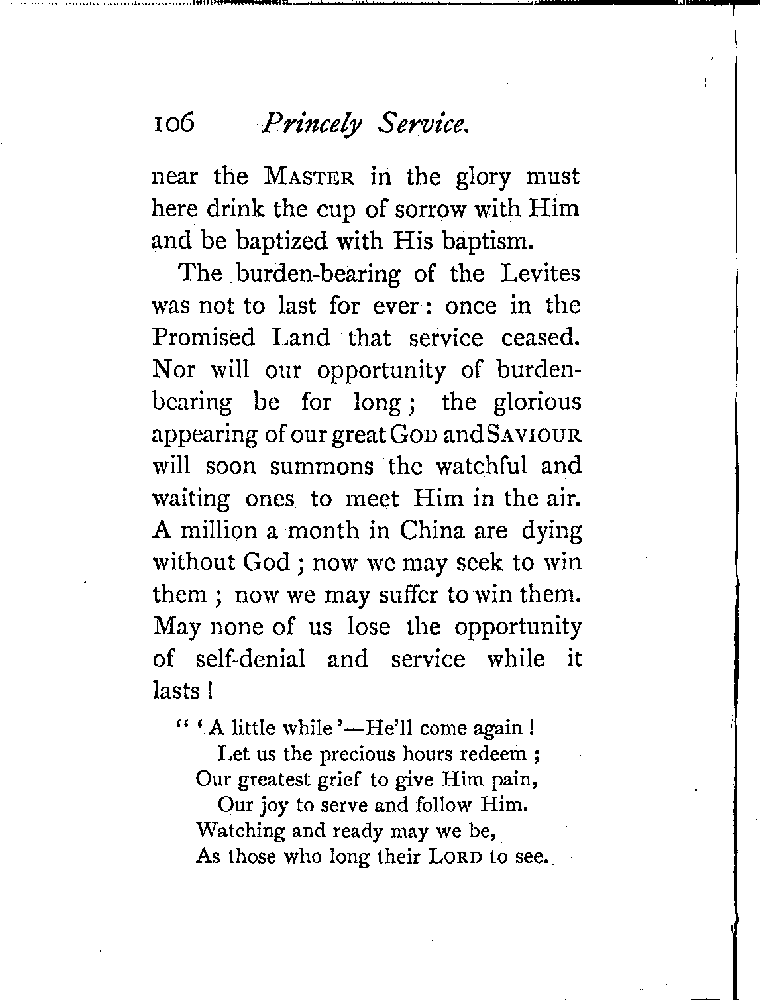 106 Princely Service.
near the MASTER in the glory must
here drink the cup of sorrow with Him
and be baptized with His baptism.
The burden-bearing of the Levites
was not to last for ever: once in the
Promised Land that service ceased.
Nor will our opportunity of burden-
bearing be for long; the glorious
appearing of our great GOD and SAVIOUR
will soon summons the watchful and
waiting ones to meet Him in the air.
A million a month in China are dying
without God ; now we may seek to win
them ; now we may suffer to win them.
May none of us lose the opportunity
of self-denial and service while it
lasts !
“ ‘ A little while ’—He’ll come again !
Let us the precious hours redeem ;
Our greatest grief to give Him pain,
Our joy to serve and follow Him.
Watching and ready may we be,
As those who long their LORD to see.